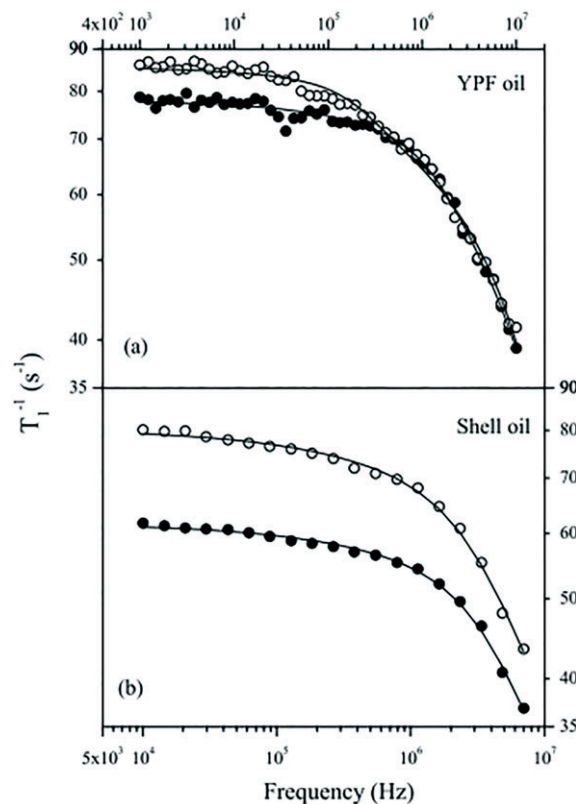 4x10² 10³ 10⁴ 10⁵ 10⁶ 10⁷
90
80
70
60
50
40
35
YPF oil
(a)
T₁⁻¹ (s⁻¹)
90
80
70
60
50
40
35
Shell oil
(b)
5x10³ 10⁴ 10⁵ 10⁶ 10⁷
Frequency (Hz)